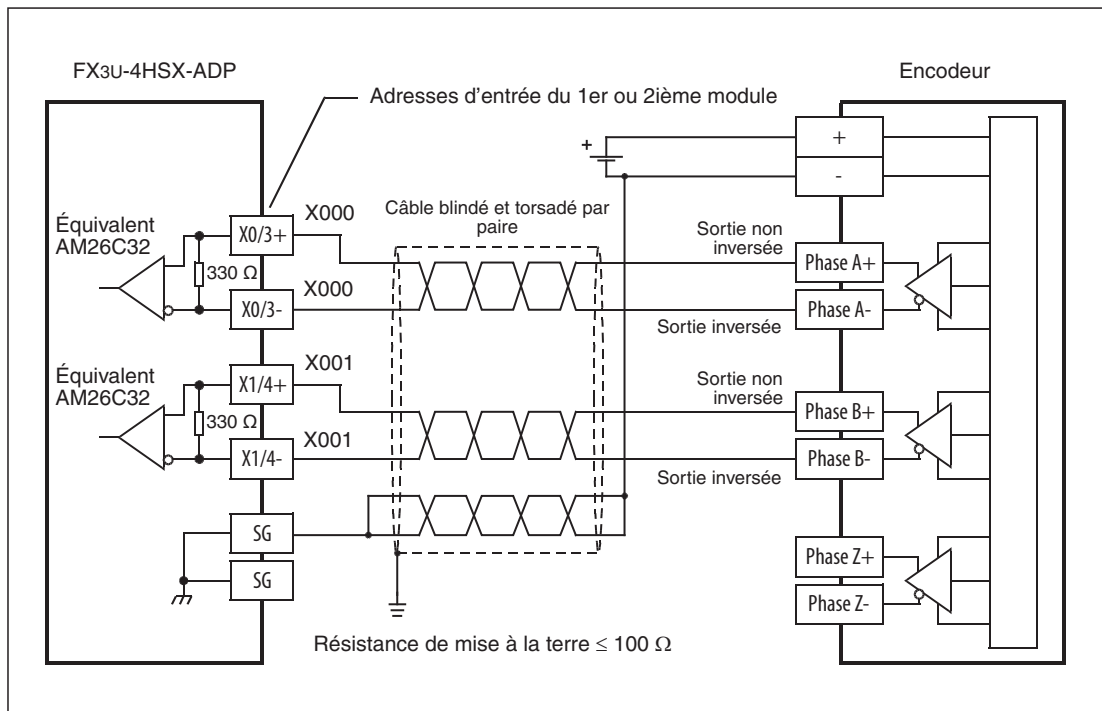 FX3U-4HSX-ADP
Encodeur
Adresses d'entrée du 1er ou 2ième module
+
+
-
Équivalent
AM26C32
X0/3+
X000
330 Ω
X0/3-
X000
Câble blindé et torsadé par
paire
Sortie non
inversée
Phase A+
Phase A-
Sortie inversée
Équivalent
AM26C32
X1/4+
X001
330 Ω
X1/4-
X001
Sortie non
inversée
Phase B+
Phase B-
Sortie inversée
SG
SG
Phase Z+
Phase Z-
Résistance de mise à la terre ≤ 100 Ω